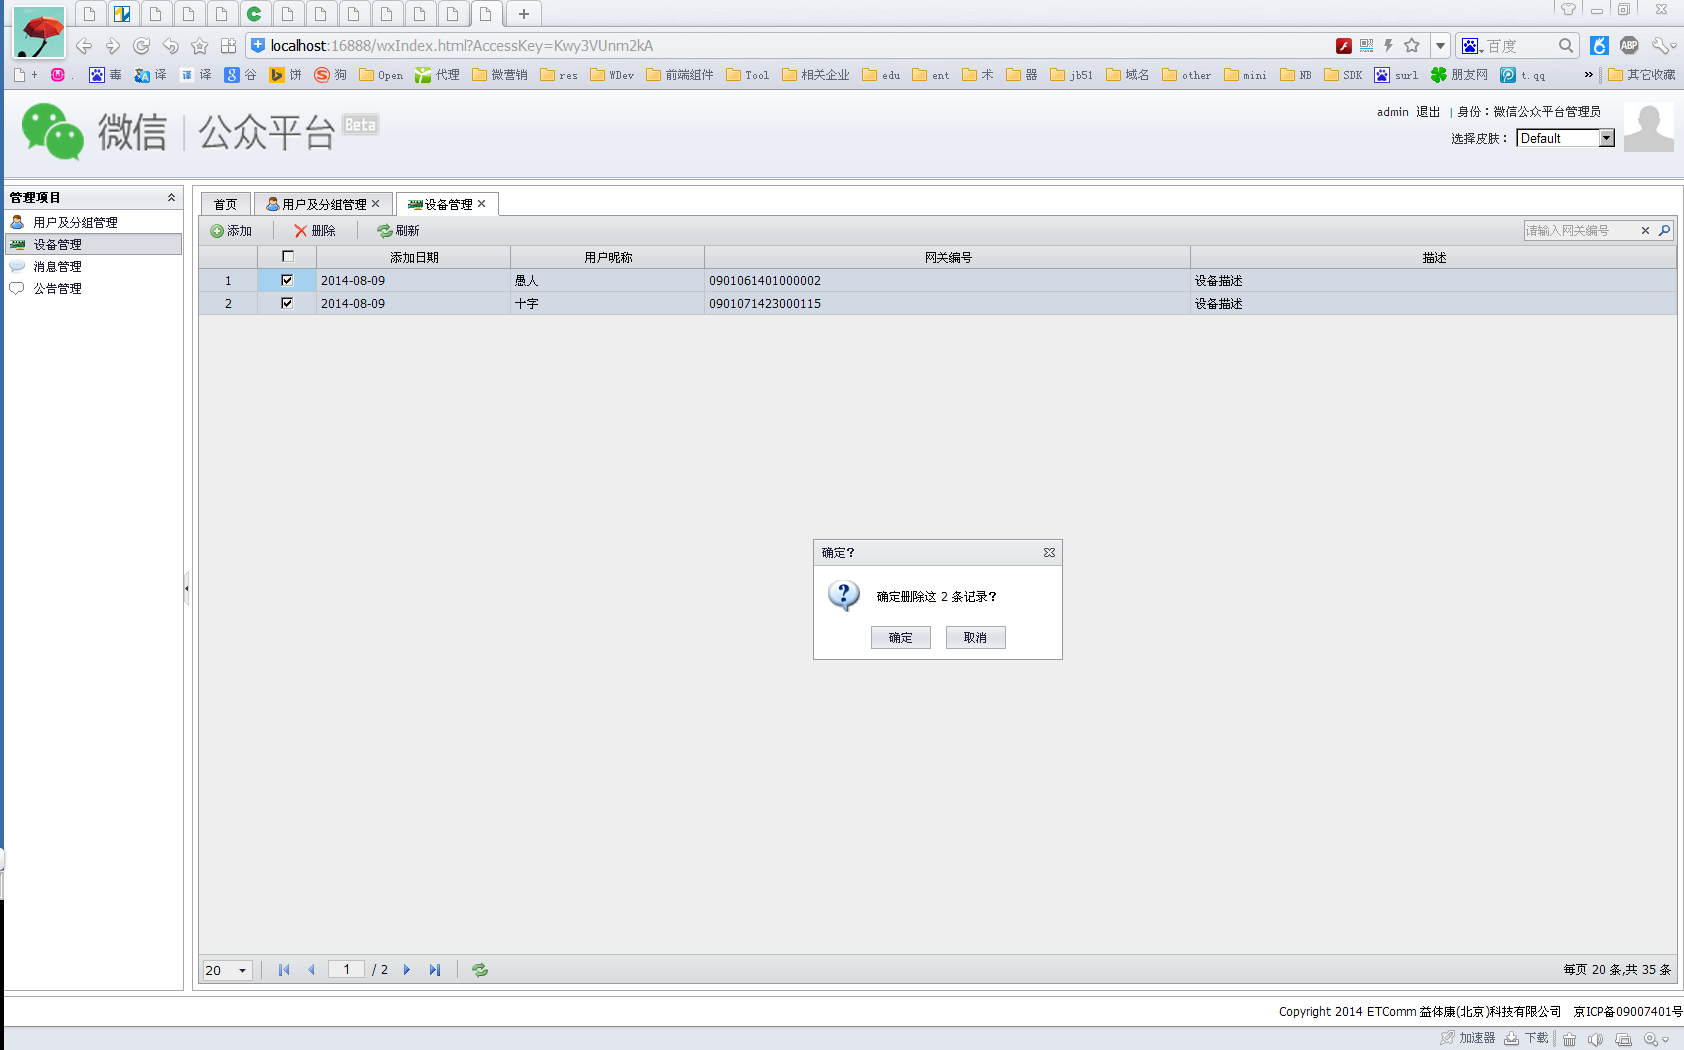 localhost:16888/wxIndex.html?AccessKey=Kwy3VUnm2kA
百度
ABP
+ . 毒 译 译 谷 饼 狗 Open 代理 微营销 res WDev 前端组件 Tool 相关企业 edu ent 术 器 jb51 域名 other mini NB SDK surl 朋友网 t.qq » 其它收藏
微信 公众平台 Beta
admin 退出 | 身份：微信公众平台管理员
选择皮肤： Default
管理项目
用户及分组管理
设备管理
消息管理
公告管理
首页 用户及分组管理 设备管理
添加 删除 刷新 请输入网关编号
添加日期 用户昵称 网关编号 描述
1 2014-08-09 愚人 0901061401000002 设备描述
2 2014-08-09 十字 0901071423000115 设备描述
确定?
确定删除这 2 条记录?
确定 取消
20 1 / 2 每页 20 条,共 35 条
Copyright 2014 ETComm 益体康(北京)科技有限公司 京ICP备09007401号
加速器 下载